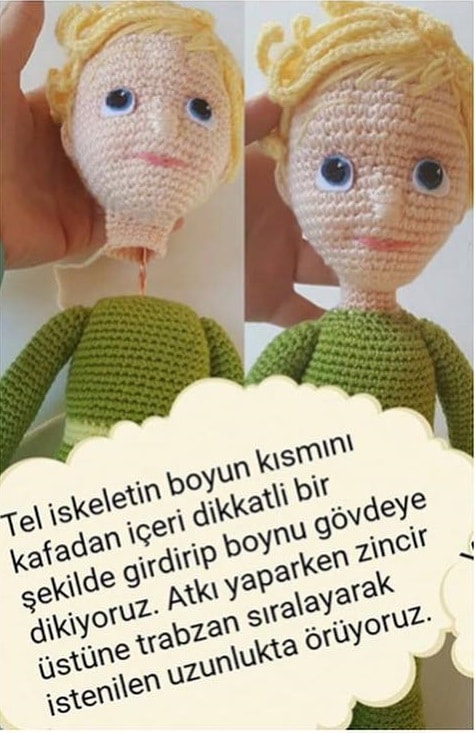 Tel iskeletin boyun kısmını
kafadan içeri dikkatli bir
şekilde girdirip boynu gövdeye
dikiyoruz. Atkı yaparken zincir
üstüne trabzan sıralayarak
istenilen uzunlukta örüyoruz.